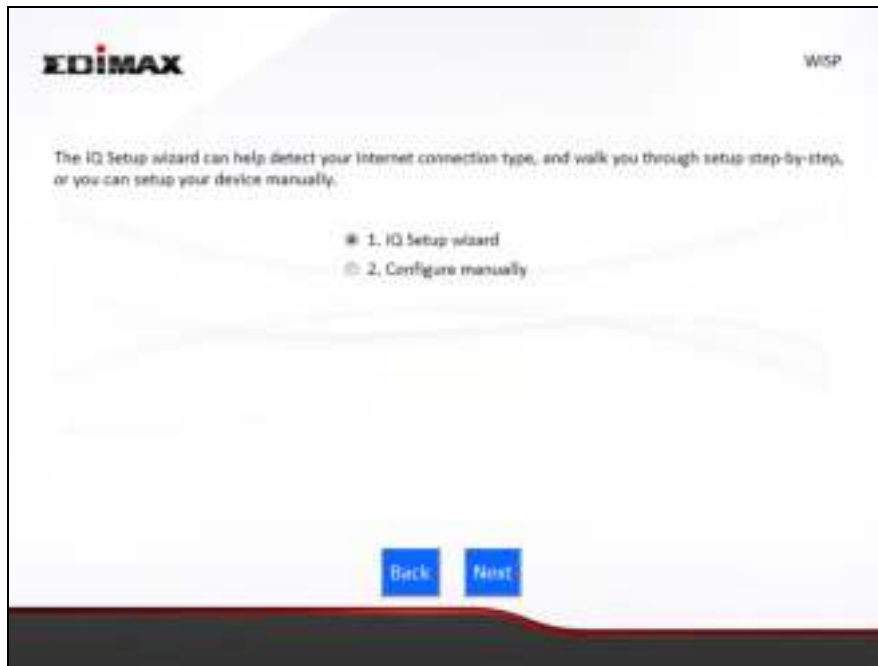 EDIMAX
WISP
The iQ Setup wizard can help detect your Internet connection type, and walk you through setup step-by-step,
or you can setup your device manually.
1. iQ Setup wizard
2. Configure manually
Back Next